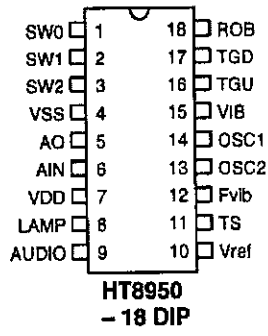 SW0 1 18 ROB
SW1 2 17 TGD
SW2 3 16 TGU
VSS 4 15 VIB
AO 5 14 OSC1
AIN 6 13 OSC2
VDD 7 12 Fvib
LAMP 8 11 TS
AUDIO 9 10 Vref
HT8950
– 18 DIP